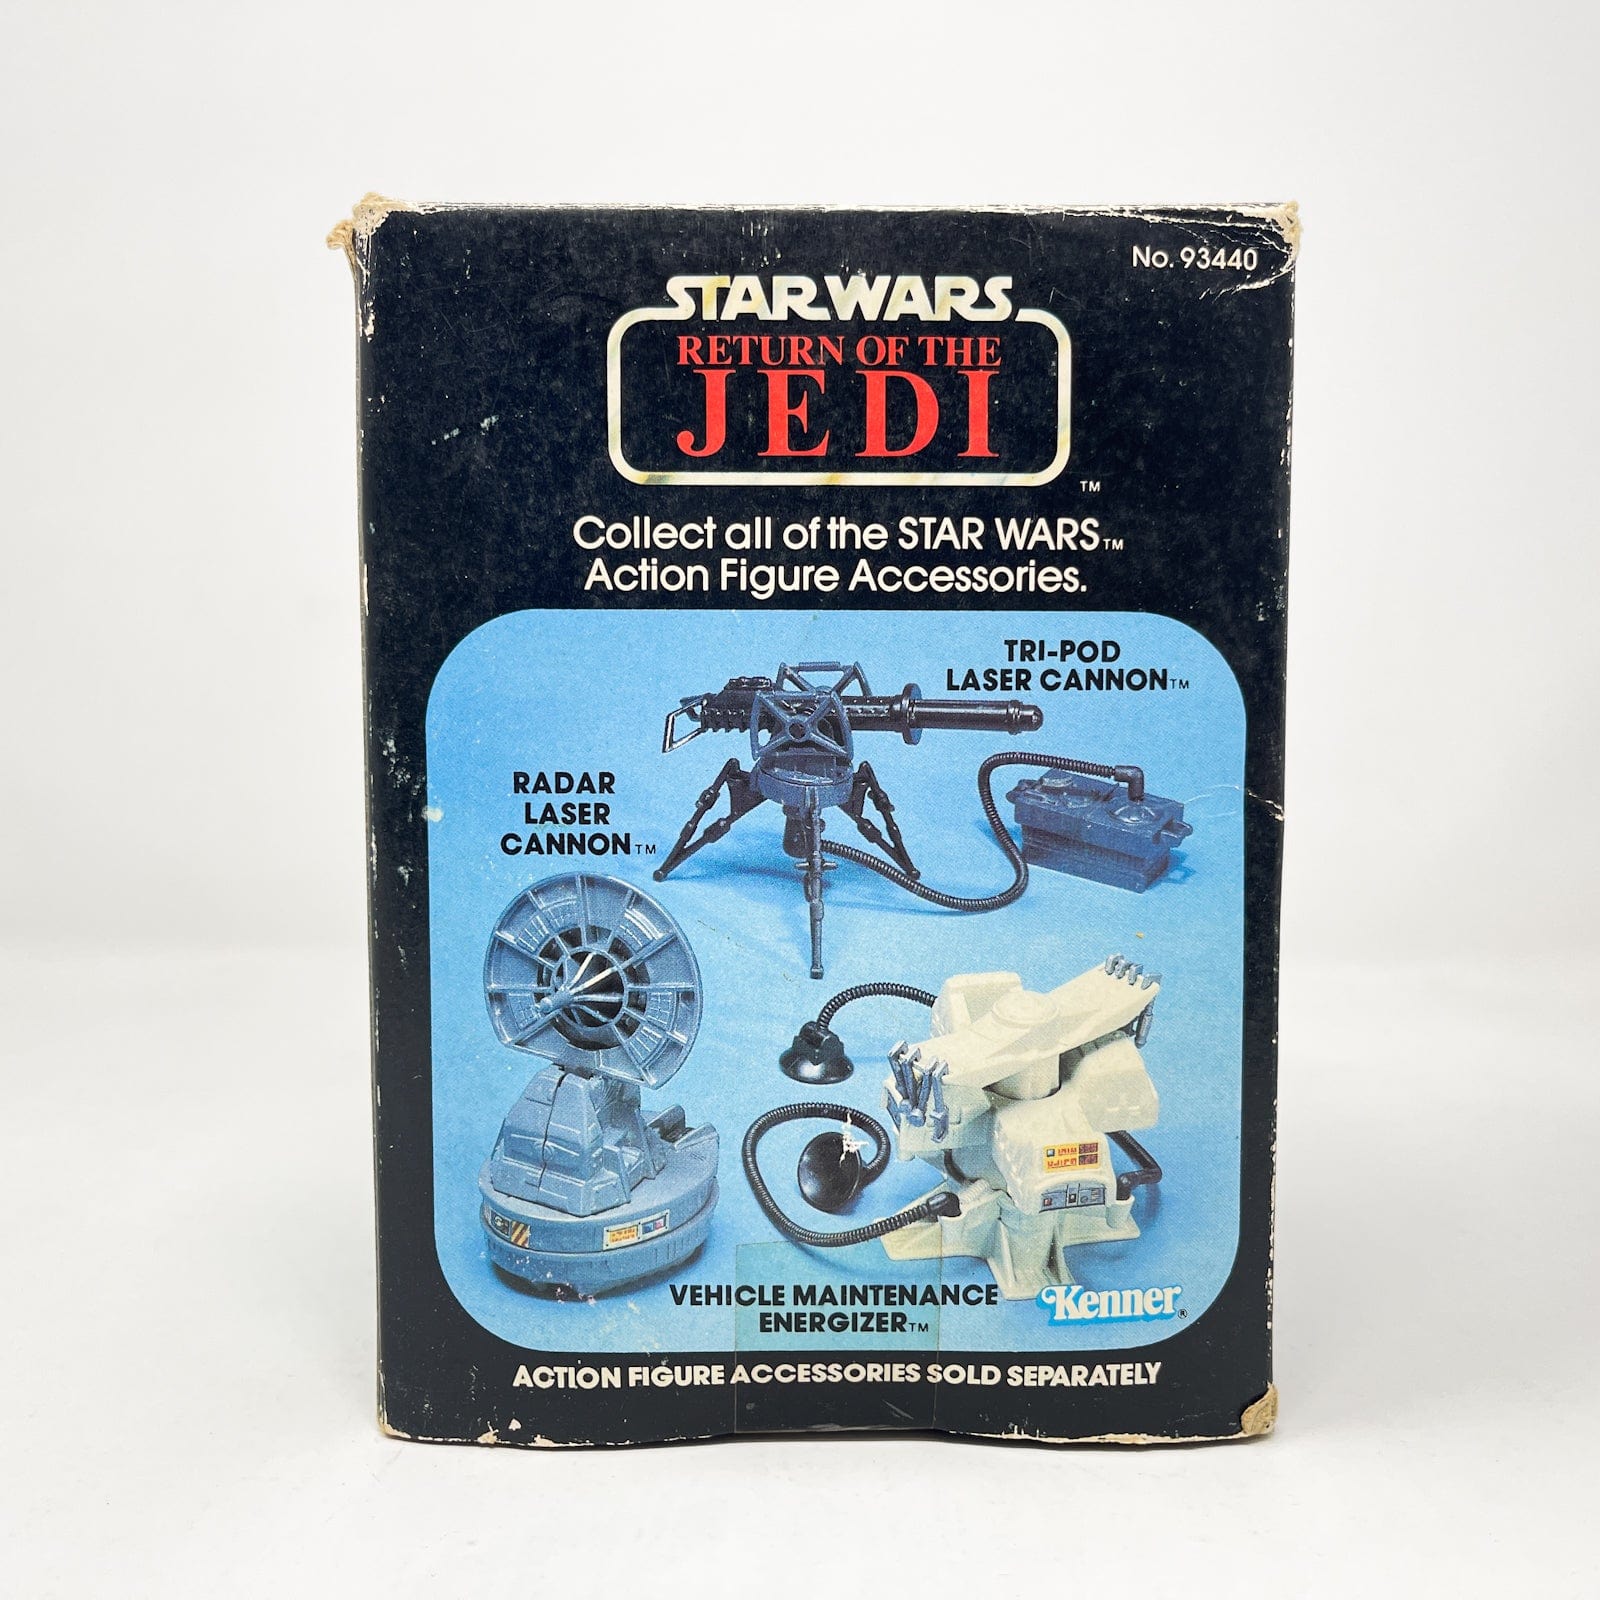 No. 93440
STAR WARS
RETURN OF THE
JEDI
TM
Collect all of the STAR WARS TM
Action Figure Accessories.
TRI-POD
LASER CANNON TM
RADAR
LASER
CANNON TM
VEHICLE MAINTENANCE
ENERGIZER TM
Kenner®
ACTION FIGURE ACCESSORIES SOLD SEPARATELY